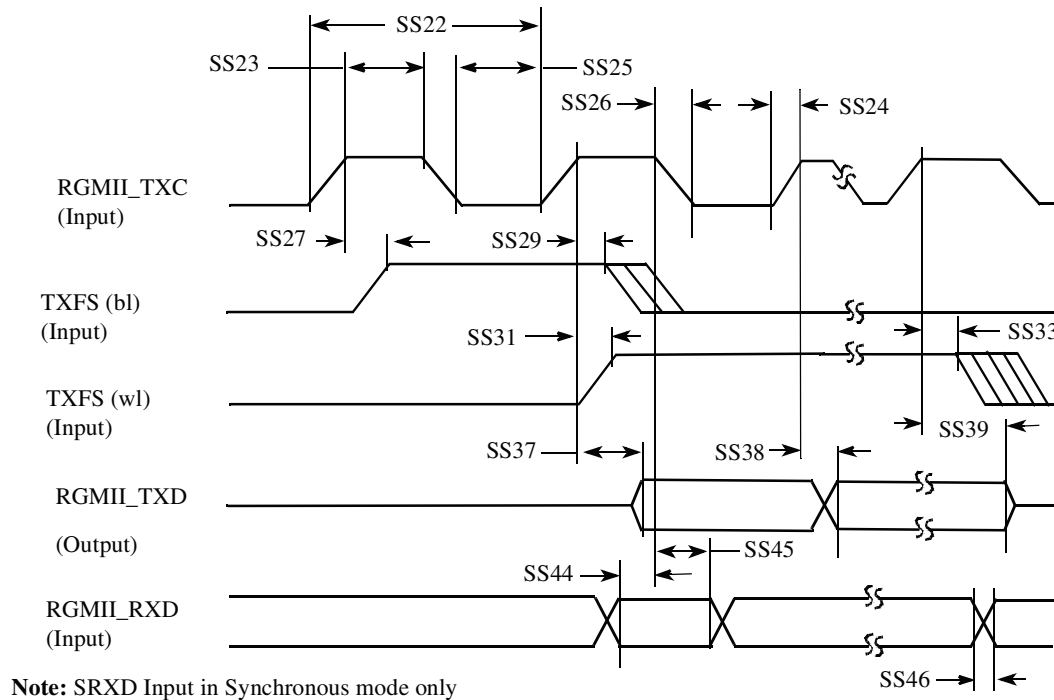 SS22
SS23
SS25
SS26
SS24
RGMII_TXC
(Input)
SS27
SS29
TXFS (bl)
(Input)
SS31
SS33
TXFS (wl)
(Input)
SS37
SS38
SS39
RGMII_TXD
(Output)
SS45
SS44
RGMII_RXD
(Input)
SS46
Note: SRXD Input in Synchronous mode only